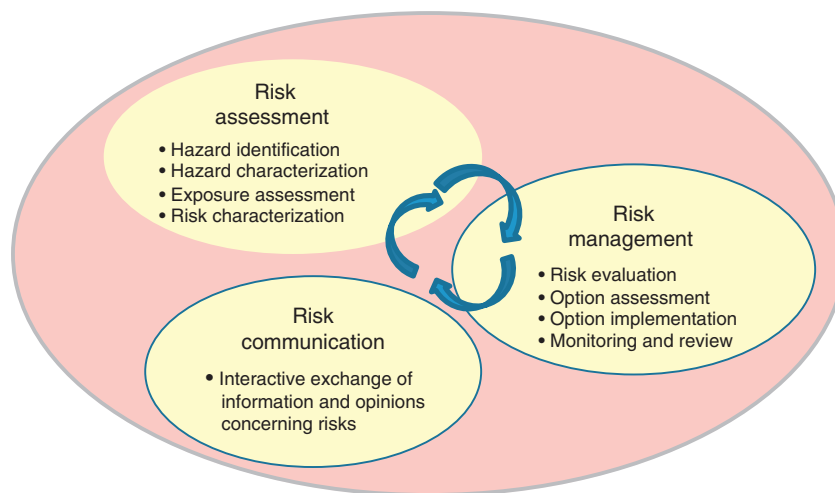 Risk
assessment
• Hazard identification
• Hazard characterization
• Exposure assessment
• Risk characterization
Risk
management
• Risk evaluation
• Option assessment
• Option implementation
• Monitoring and review
Risk
communication
• Interactive exchange of
information and opinions
concerning risks